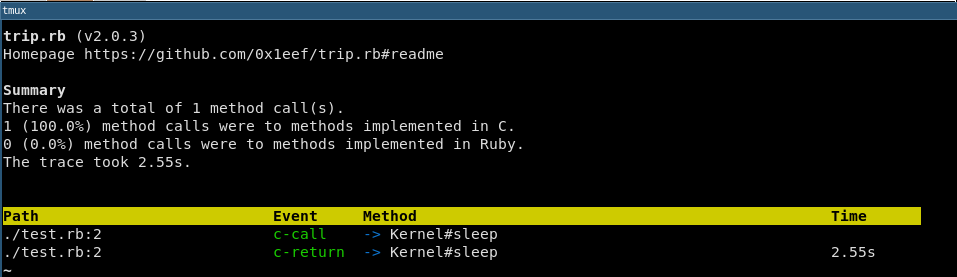 tmux
trip.rb (v2.0.3)
Homepage https://github.com/0x1eef/trip.rb#readme
Summary
There was a total of 1 method call(s).
1 (100.0%) method calls were to methods implemented in C.
0 (0.0%) method calls were to methods implemented in Ruby.
The trace took 2.55s.
Path Event Method Time
./test.rb:2 c-call -> Kernel#sleep
./test.rb:2 c-return -> Kernel#sleep 2.55s
~